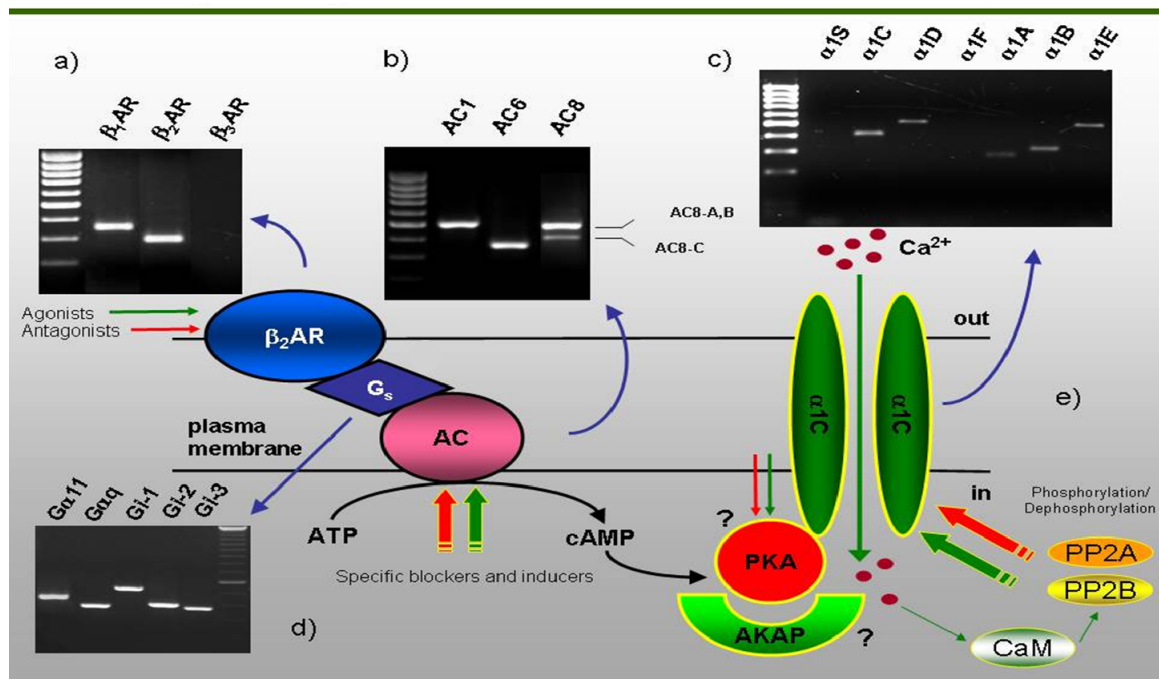 a)
β1AR
β2AR
β3AR
b)
AC1
AC6
AC8
AC8-A,B
AC8-C
c)
α1S
α1C
α1D
α1F
α1A
α1B
α1E
Ca2+
Agonists
Antagonists
β2AR
Gs
AC
plasma
membrane
out
in
α1C
α1C
e)
Gα11
Gαq
Gi-1
Gi-2
Gi-3
d)
ATP
cAMP
Specific blockers and inducers
?
PKA
AKAP
?
Phosphorylation/
Dephosphorylation
PP2A
PP2B
CaM